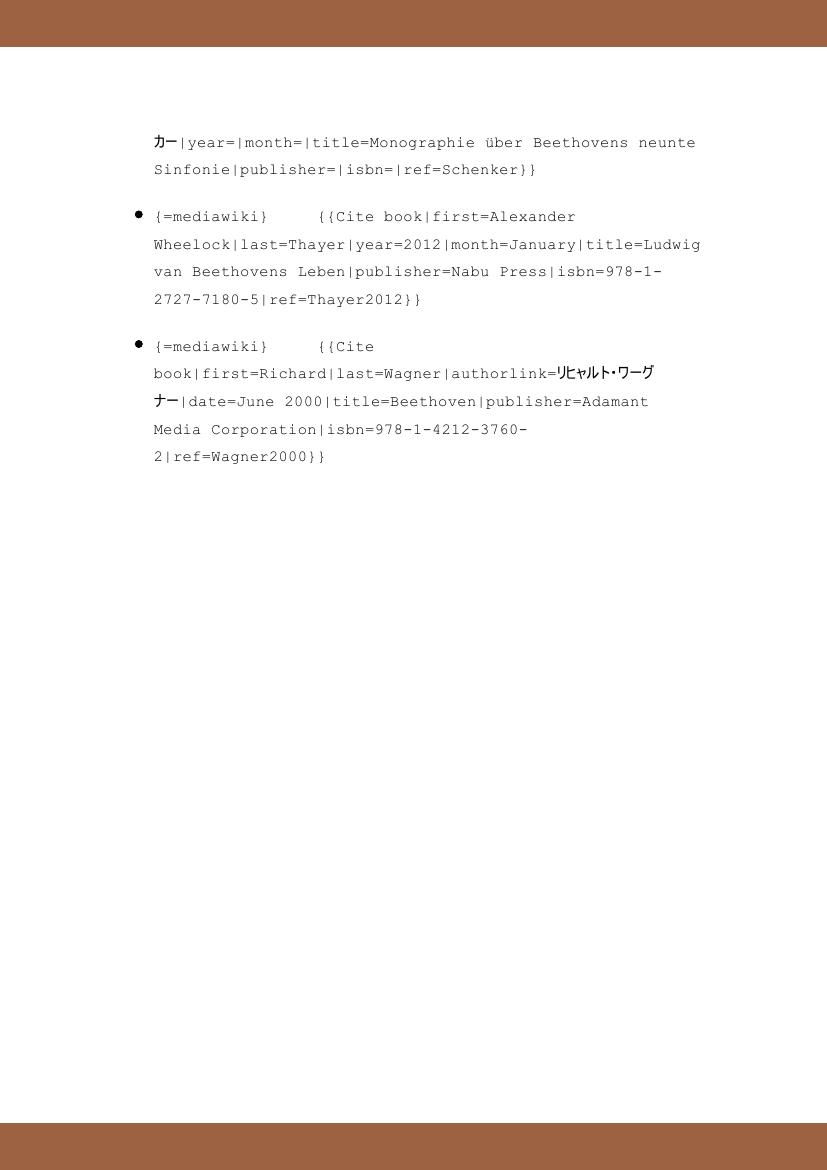 カー|year=|month=|title=Monographie über Beethovens neunte
Sinfonie|publisher=|isbn=|ref=Schenker}}
● {=mediawiki} {{Cite book|first=Alexander
Wheelock|last=Thayer|year=2012|month=January|title=Ludwig
van Beethovens Leben|publisher=Nabu Press|isbn=978-1-
2727-7180-5|ref=Thayer2012}}
● {=mediawiki} {{Cite
book|first=Richard|last=Wagner|authorlink=リヒャルト・ワーグ
ナー|date=June 2000|title=Beethoven|publisher=Adamant
Media Corporation|isbn=978-1-4212-3760-
2|ref=Wagner2000}}